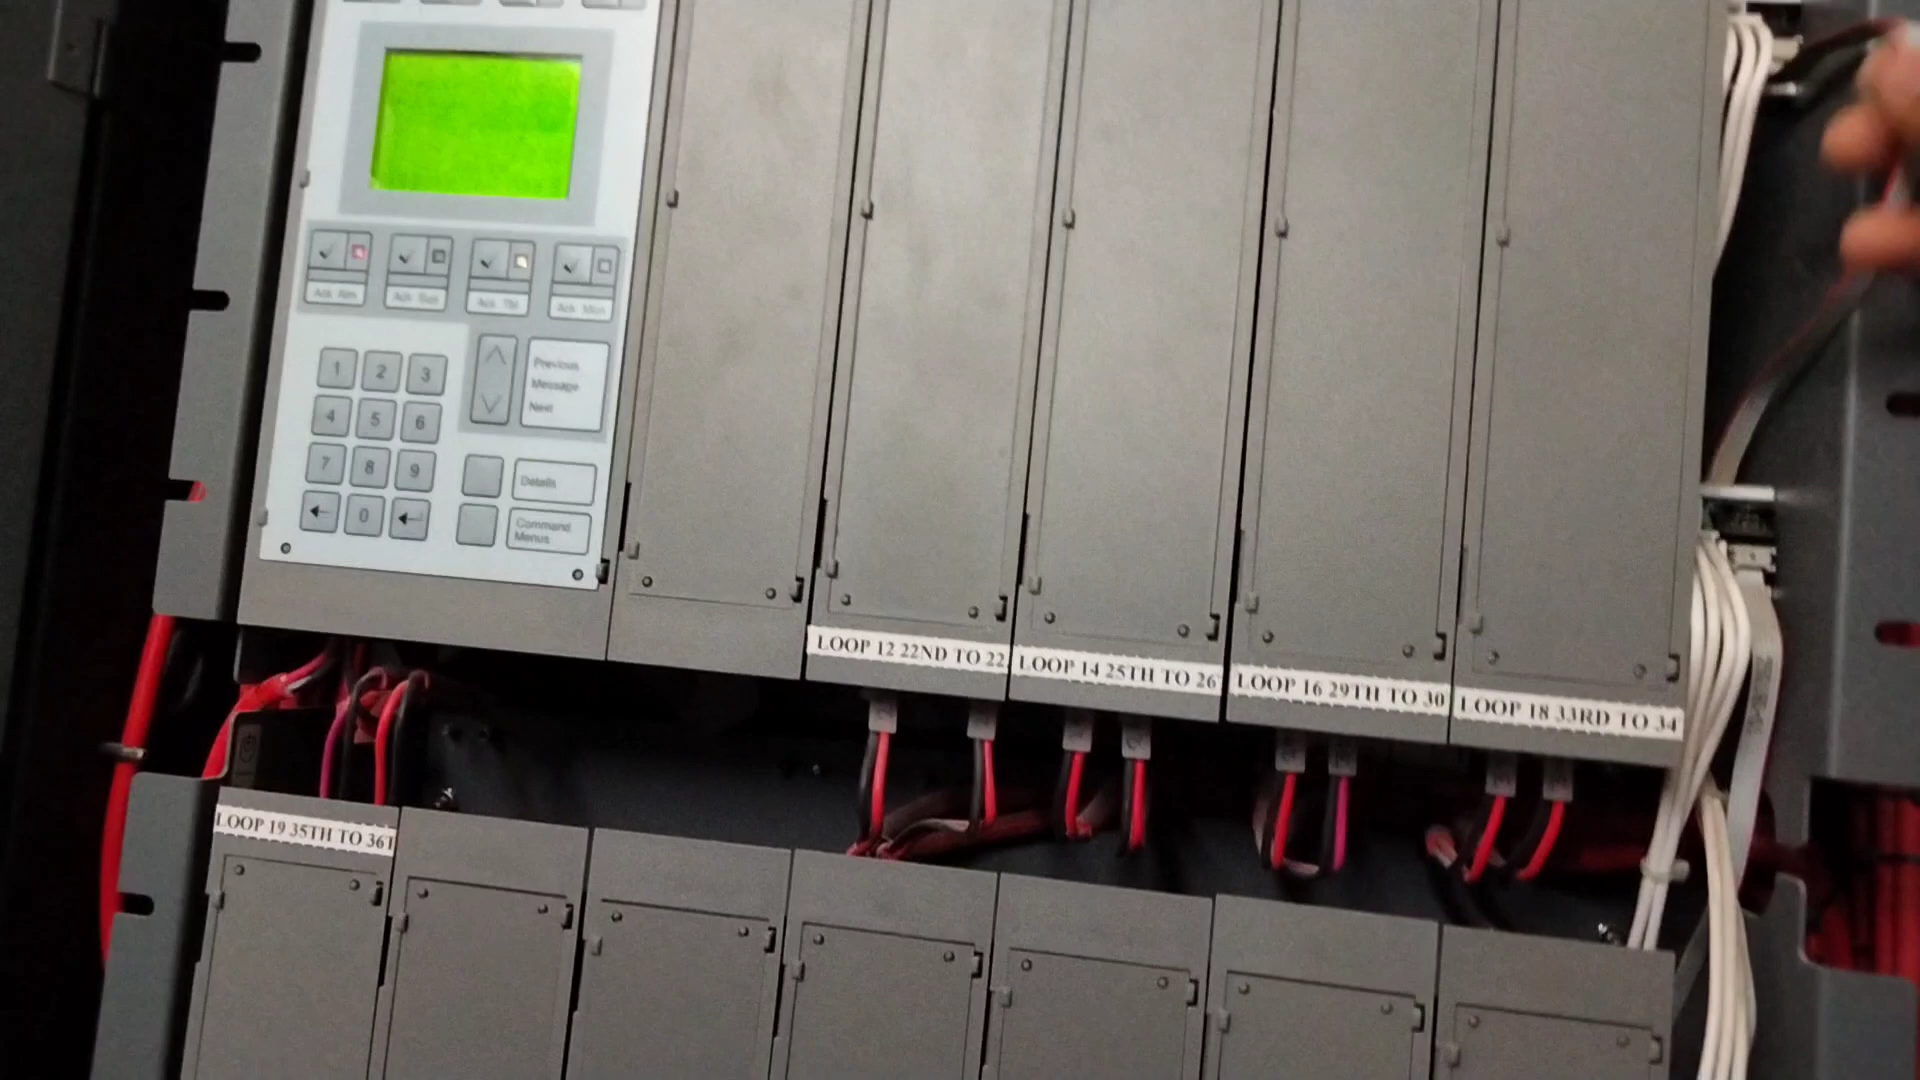 Ack Alm
Ack Sup
Ack Tbl
Ack Mon
1 2 3
4 5 6
7 8 9
0
Previous
Message
Next
Details
Command
Menus
LOOP 12 22ND TO 22
LOOP 14 25TH TO 26
LOOP 16 29TH TO 30
LOOP 18 33RD TO 34
LOOP 19 35TH TO 36T